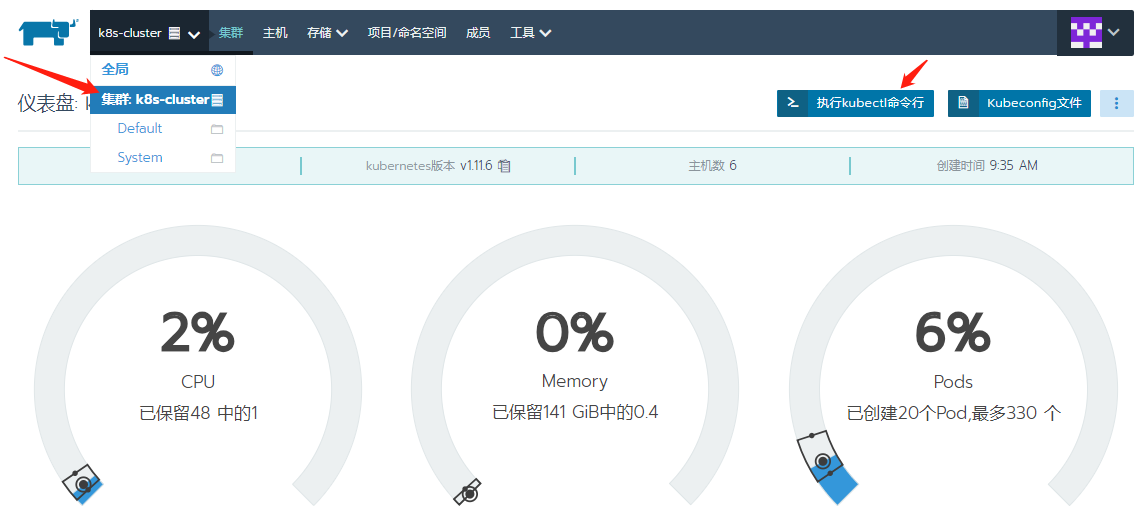 k8s-cluster 集群 主机 存储 项目/命名空间 成员 工具
全局
集群: k8s-cluster
仪表盘:
执行kubectl命令行 Kubeconfig文件
Default
System
kubernetes版本 v1.11.6 主机数 6 创建时间 9:35 AM
2% 0% 6%
CPU Memory Pods
已保留48 中的1 已保留141 GiB中的0.4 已创建20个Pod,最多330 个